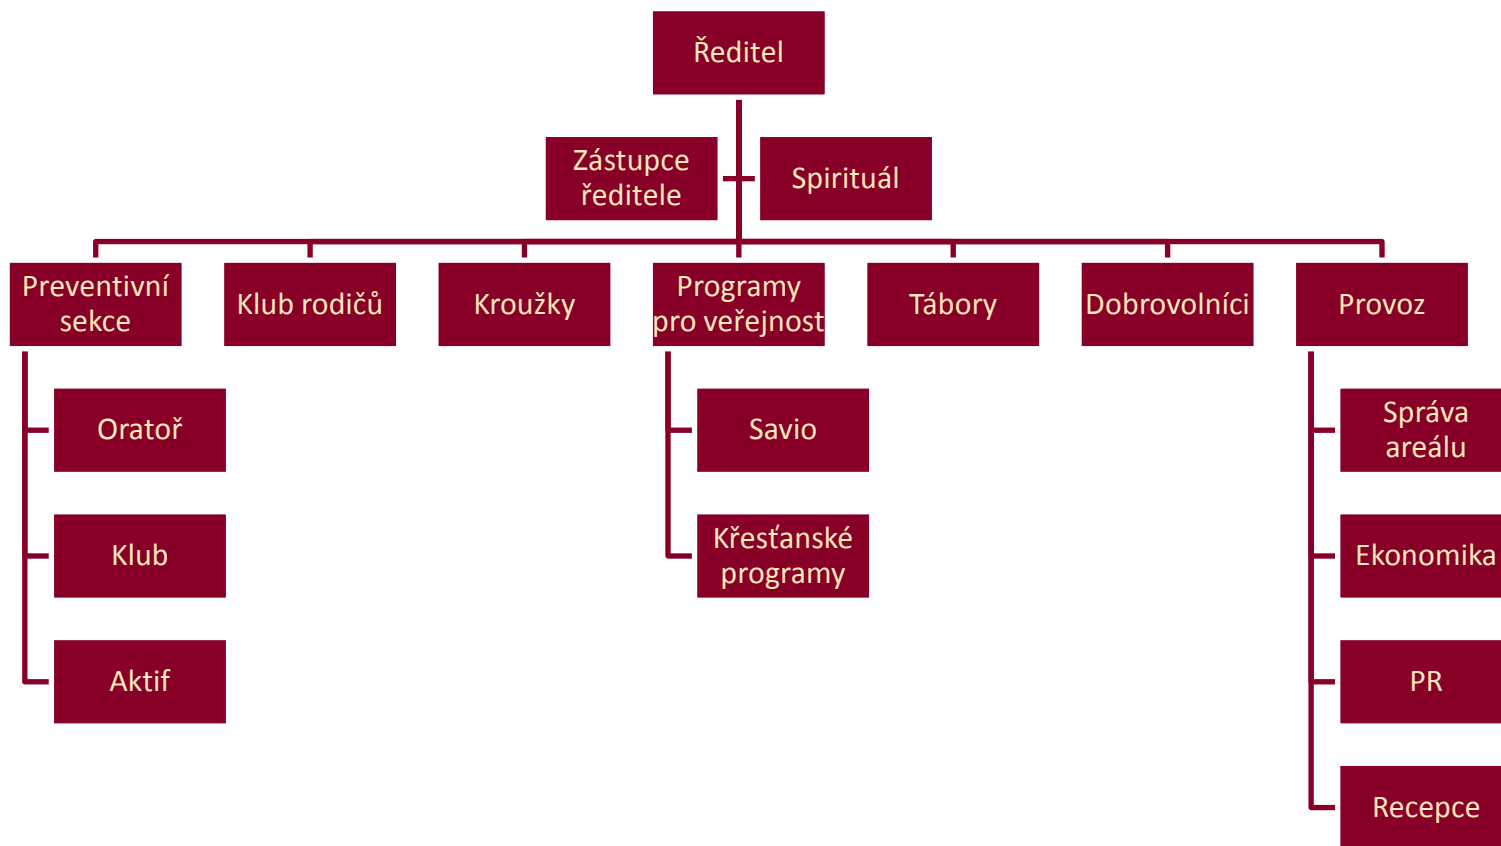 Ředitel
Zástupce
ředitele
Spirituál
Preventivní
sekce
Klub rodičů
Kroužky
Programy
pro veřejnost
Tábory
Dobrovolníci
Provoz
Oratoř
Klub
Aktif
Savio
Křesťanské
programy
Správa
areálu
Ekonomika
PR
Recepce